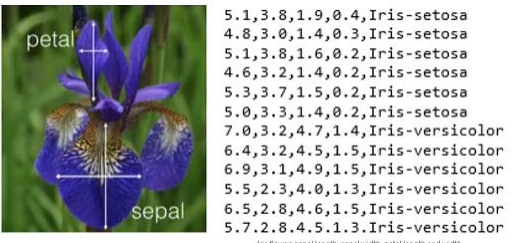 petal
sepal
5.1,3.8,1.9,0.4,Iris-setosa
4.8,3.0,1.4,0.3,Iris-setosa
5.1,3.8,1.6,0.2,Iris-setosa
4.6,3.2,1.4,0.2,Iris-setosa
5.3,3.7,1.5,0.2,Iris-setosa
5.0,3.3,1.4,0.2,Iris-setosa
7.0,3.2,4.7,1.4,Iris-versicolor
6.4,3.2,4.5,1.5,Iris-versicolor
6.9,3.1,4.9,1.5,Iris-versicolor
5.5,2.3,4.0,1.3,Iris-versicolor
6.5,2.8,4.6,1.5,Iris-versicolor
5.7,2.8,4.5,1.3,Iris-versicolor